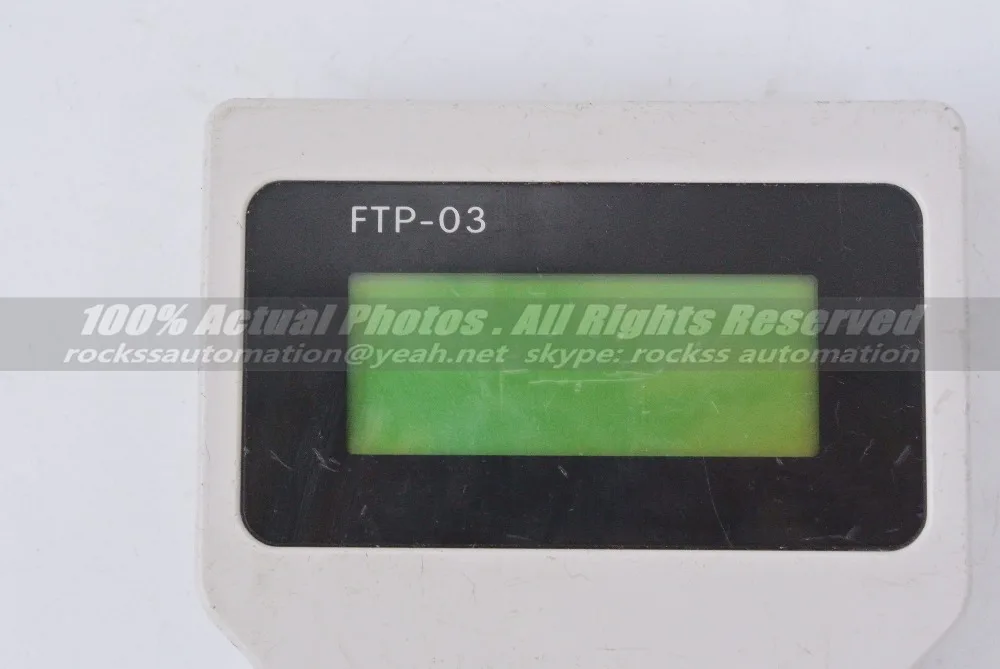 FTP-03
100% Actual Photos . All Rights Reserved
rockssautomation@yeah.net skype: rockss automation